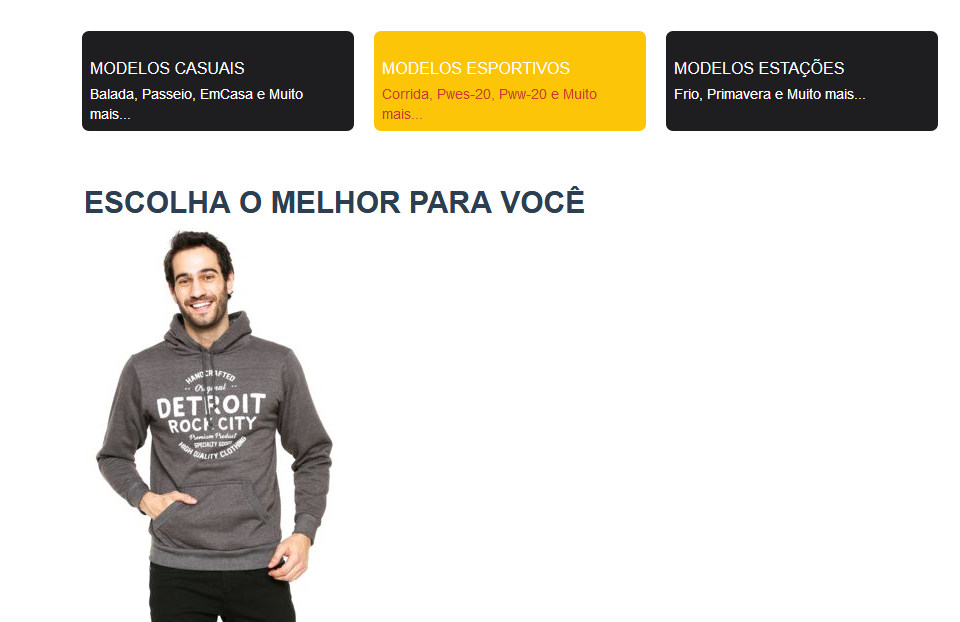 MODELOS CASUAIS
Balada, Passeio, EmCasa e Muito
mais...
MODELOS ESPORTIVOS
Corrida, Pwes-20, Pww-20 e Muito
mais...
MODELOS ESTAÇÕES
Frio, Primavera e Muito mais...
ESCOLHA O MELHOR PARA VOCÊ
HANDCRAFTED
Original
DETROIT
ROCK CITY
Premium Product
SPECIALTY GOODS
HIGH QUALITY CLOTHING